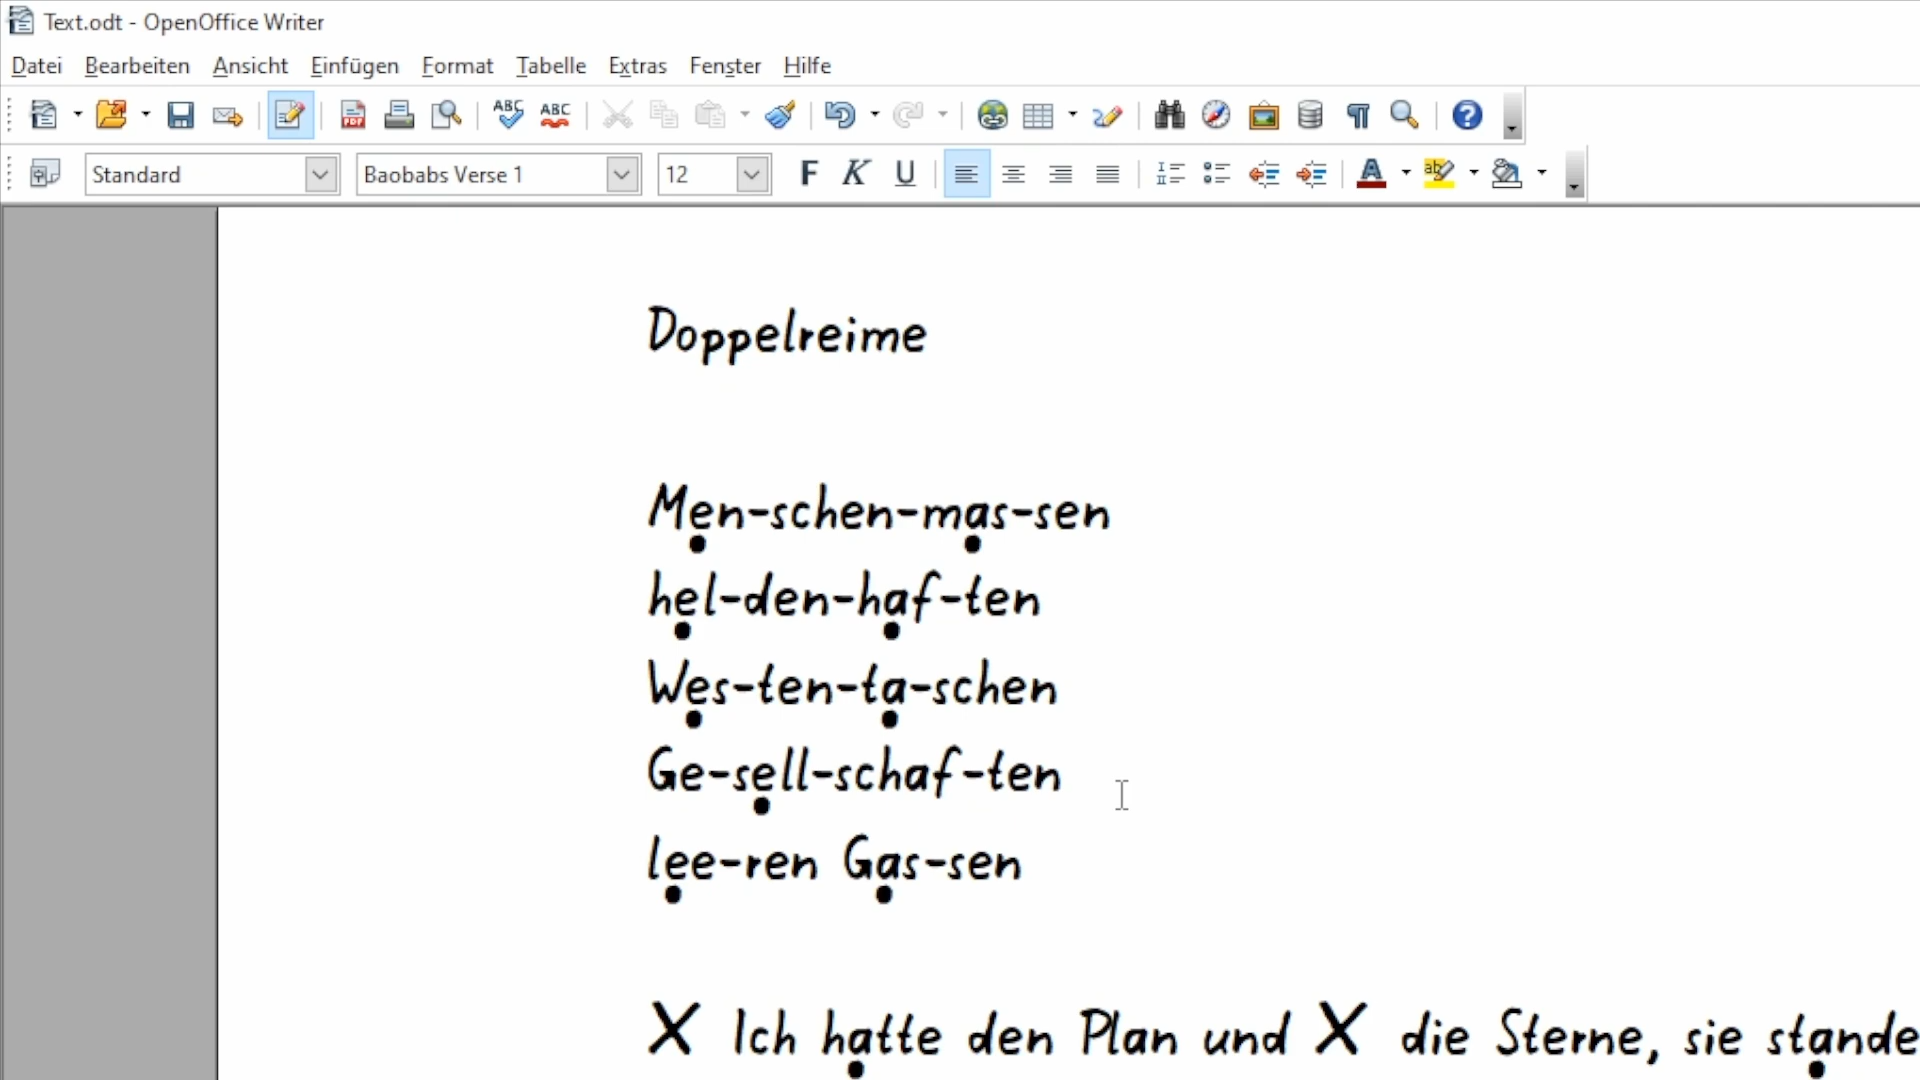 Text.odt - OpenOffice Writer
Datei Bearbeiten Ansicht Einfügen Format Tabelle Extras Fenster Hilfe
Standard Baobabs Verse 1 12 F K U
Doppelreime
Men-schen-mas-sen
hel-den-haf-ten
Wes-ten-ta-schen
Ge-sell-schaf-ten
lee-ren Gas-sen
X Ich hatte den Plan und X die Sterne, sie stande